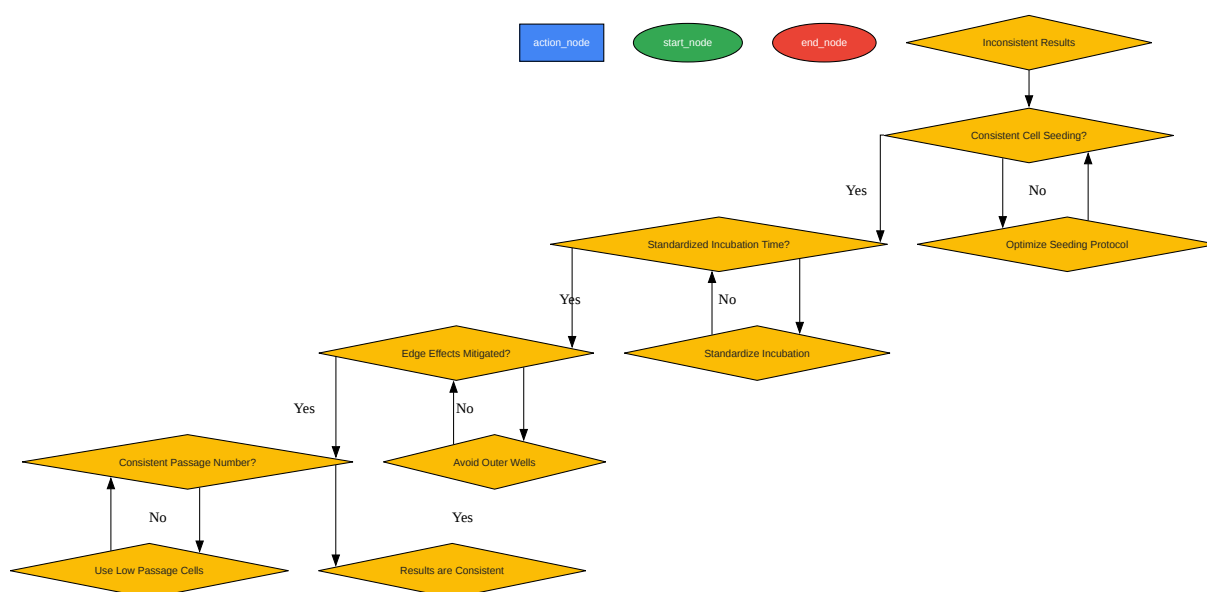 action_node
start_node
end_node
Inconsistent Results
Consistent Cell Seeding?
Yes
No
Standardized Incubation Time?
Optimize Seeding Protocol
Yes
No
Edge Effects Mitigated?
Standardize Incubation
Yes
No
Consistent Passage Number?
Avoid Outer Wells
No
Yes
Use Low Passage Cells
Results are Consistent